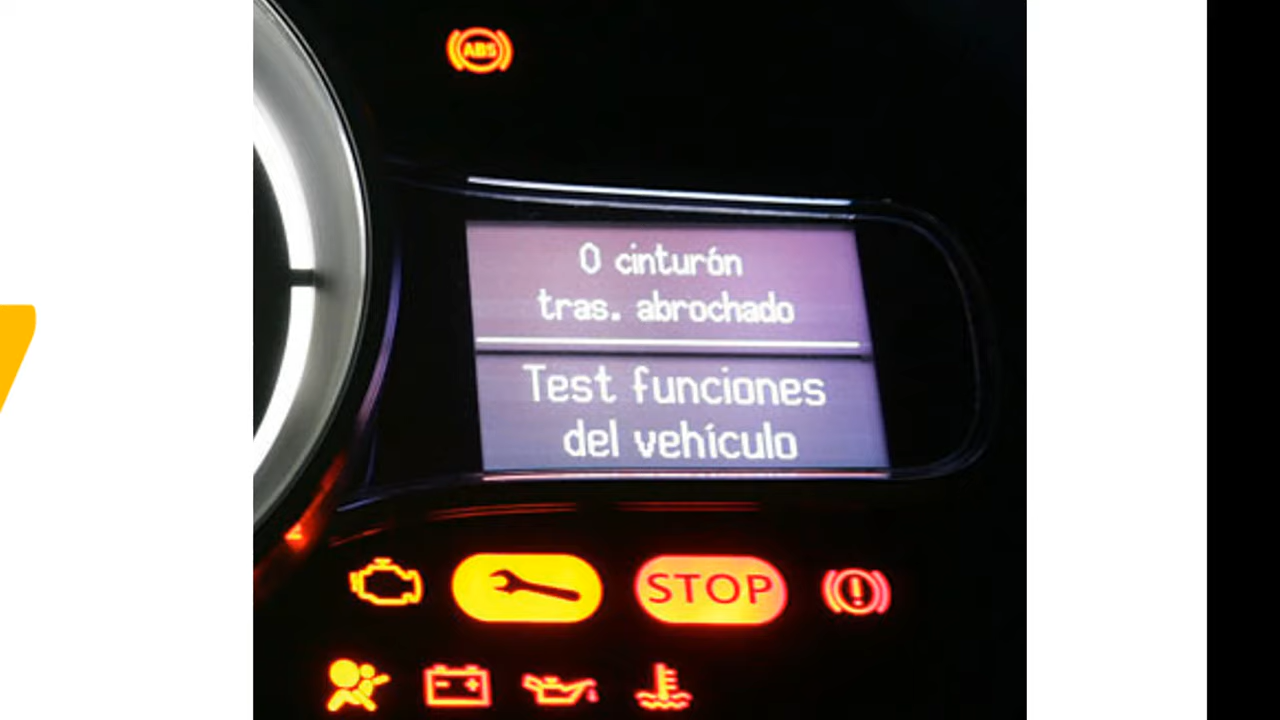 ABS
0 cinturón
tras. abrochado
Test funciones
del vehículo
STOP